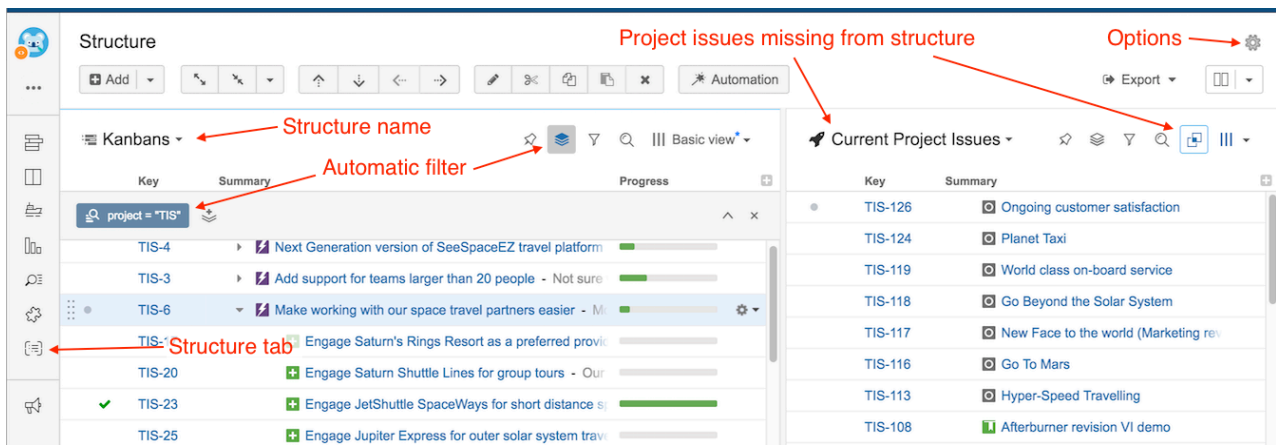 Structure
Project issues missing from structure
Options
Add
Automation
Export
Kanbans
Structure name
Basic view
Current Project Issues
Automatic filter
Key Summary Progress
Key Summary
project = "TIS"
TIS-4 Next Generation version of SeeSpaceEZ travel platform
TIS-3 Add support for teams larger than 20 people - Not sure
TIS-6 Make working with our space travel partners easier -
Structure tab
Engage Saturn's Rings Resort as a preferred
TIS-20 Engage Saturn Shuttle Lines for group tours - Our
TIS-23 Engage JetShuttle SpaceWays for short distance
TIS-25 Engage Jupiter Express for outer solar system
TIS-126 Ongoing customer satisfaction
TIS-124 Planet Taxi
TIS-119 World class on-board service
TIS-118 Go Beyond the Solar System
TIS-117 New Face to the world (Marketing
TIS-116 Go To Mars
TIS-113 Hyper-Speed Travelling
TIS-108 Afterburner revision VI demo